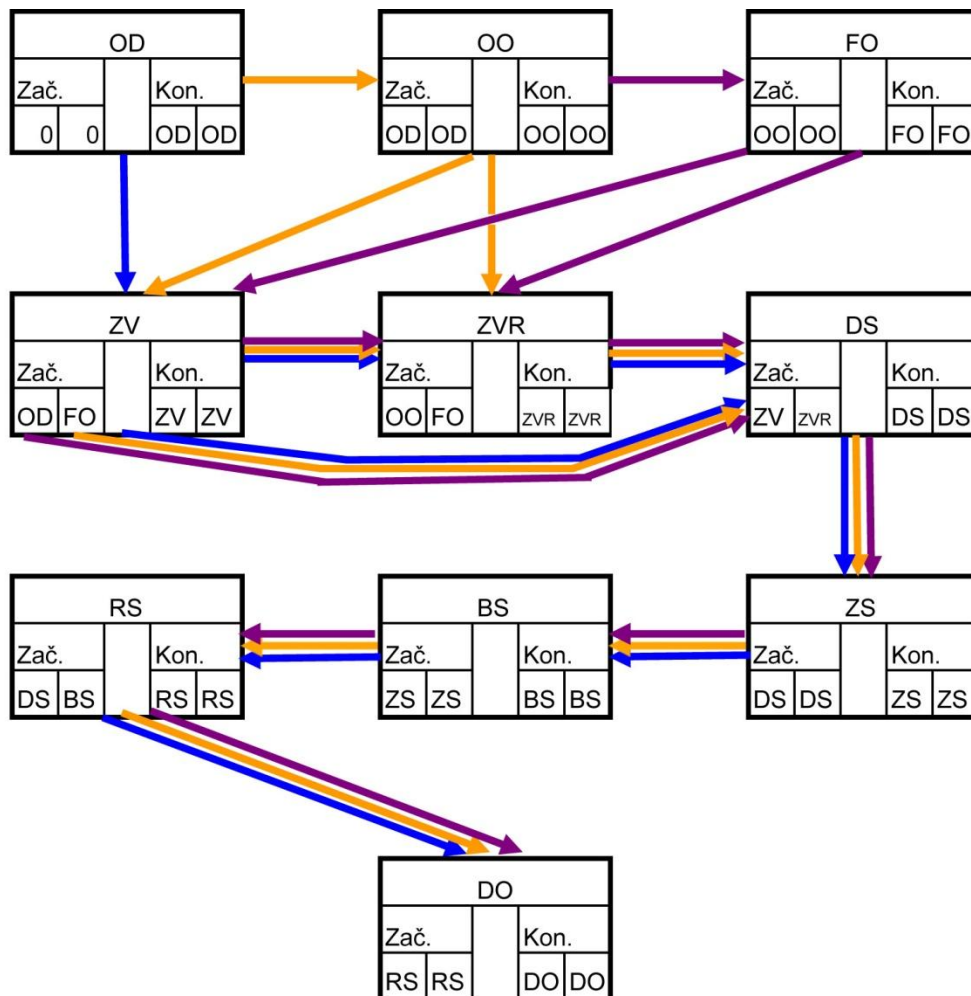 OD
Zač. Kon.
0 0 OD OD
OO
Zač. Kon.
OD OD OO OO
FO
Zač. Kon.
OO OO FO FO
ZV
Zač. Kon.
OD FO ZV ZV
ZVR
Zač. Kon.
OO FO ZVR ZVR
DS
Zač. Kon.
ZV ZVR DS DS
RS
Zač. Kon.
DS BS RS RS
BS
Zač. Kon.
ZS ZS BS BS
ZS
Zač. Kon.
DS DS ZS ZS
DO
Zač. Kon.
RS RS DO DO